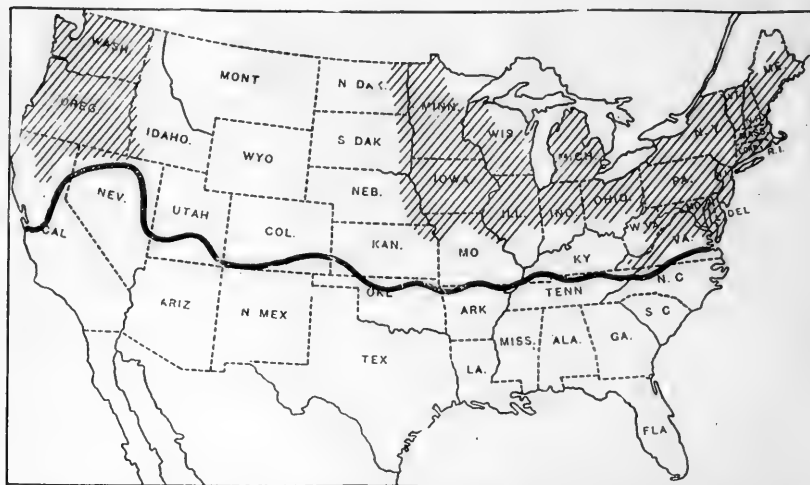 WASH.
MONT
N DAK.
MINN.
ME.
OREG
IDAHO.
S DAK
WIS
MICH.
N.Y.
VT.
N.H.
MASS.
CONN.
R.I.
WYO
IOWA
PA.
NEB.
NEV.
UTAH
COL.
KAN.
MO
ILL.
IND.
OHIO.
W.VA.
VA.
DEL
CAL
KY
N.C
ARIZ
N MEX
OKL
ARK
TENN
S C
TEX
LA.
MISS.
ALA.
GA.
FLA